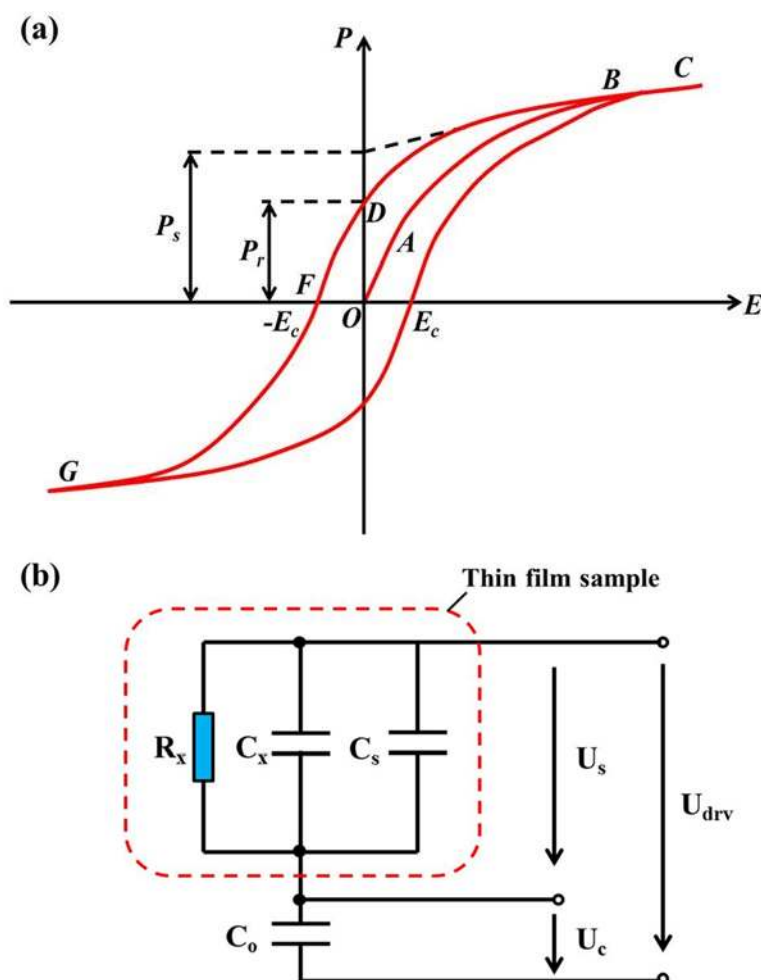 (a)
P
B
C
P_s
P_r
D
A
F
-E_c
O
E_c
E
G
(b)
Thin film sample
R_x
C_x
C_s
U_s
U_drv
C_o
U_c